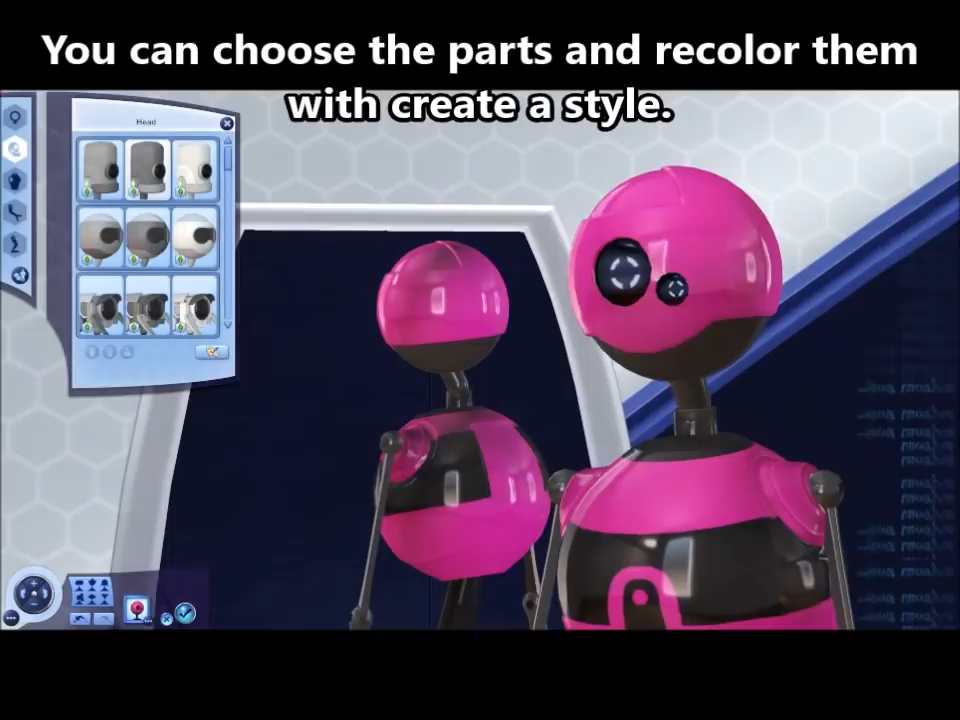 You can choose the parts and recolor them
with create a style.
Head